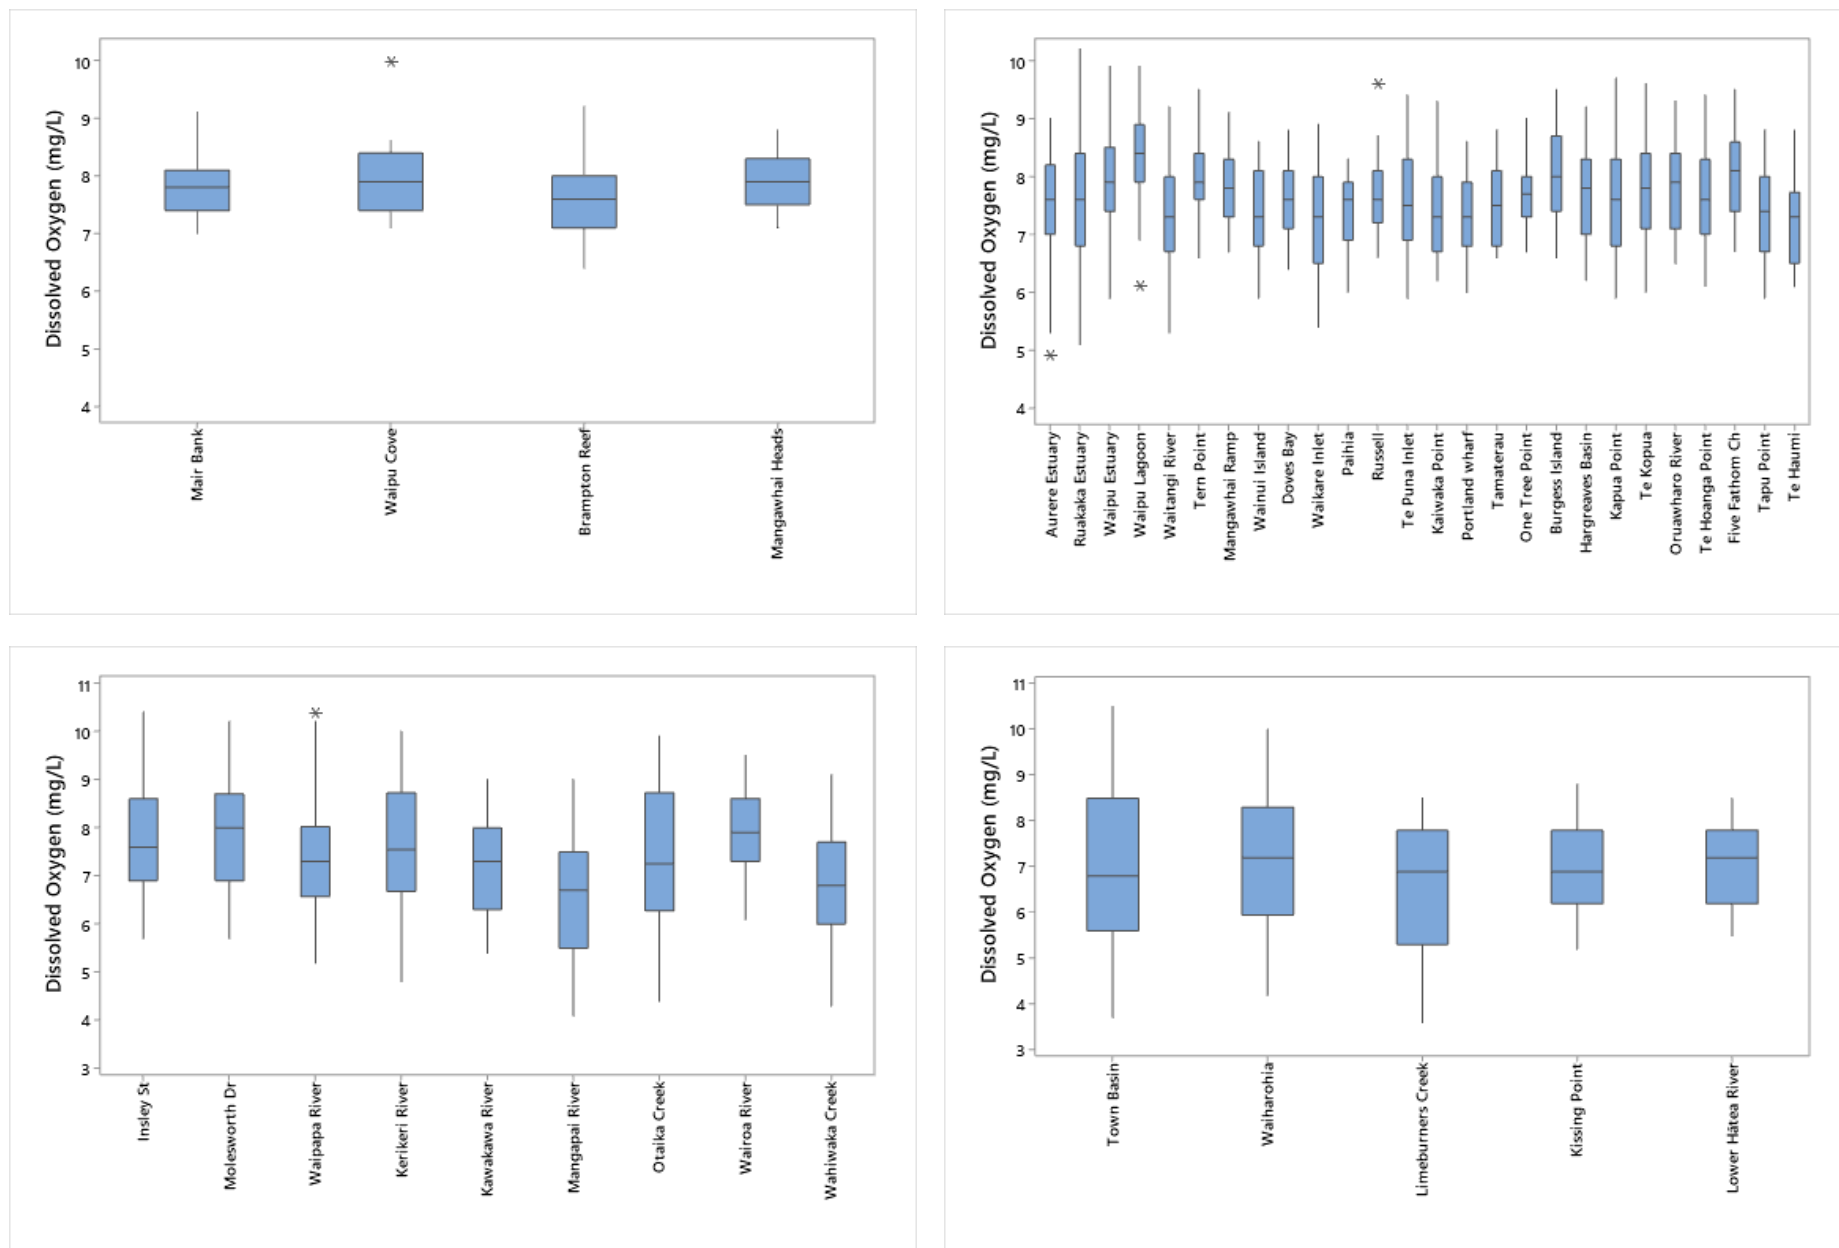 Dissolved Oxygen (mg/L)
10
9
8
7
6
5
4
Mair Bank
Waipu Cove
Brampton Reef
Mangawhai Heads
Dissolved Oxygen (mg/L)
10
9
8
7
6
5
4
Aurere Estuary
Ruakaka Estuary
Waipu Estuary
Waipu Lagoon
Waitangi River
Tern Point
Mangawhai Ramp
Wainui Island
Doves Bay
Waikare Inlet
Paihia
Russell
Te Puna Inlet
Kaiwaka Point
Portland wharf
Tamaterau
One Tree Point
Burgess Island
Hargreaves Basin
Kapua Point
Te Kopua
Oruawharo River
Te Hoanga Point
Five Fathom Ch
Tapu Point
Te Haumi
Dissolved Oxygen (mg/L)
11
10
9
8
7
6
5
4
3
Insley St
Molesworth Dr
Waipapa River
Kerikeri River
Kawakawa River
Mangapai River
Otaika Creek
Wairoa River
Wahiwaka Creek
Dissolved Oxygen (mg/L)
11
10
9
8
7
6
5
4
3
Town Basin
Waiharohia
Limeburners Creek
Kissing Point
Lower Hātea River